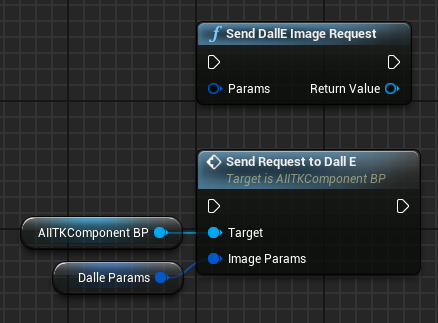 f Send DallE Image Request
Params Return Value
Send Request to Dall E
Target is AIITKComponent BP
AIITKComponent BP Target
Dalle Params Image Params